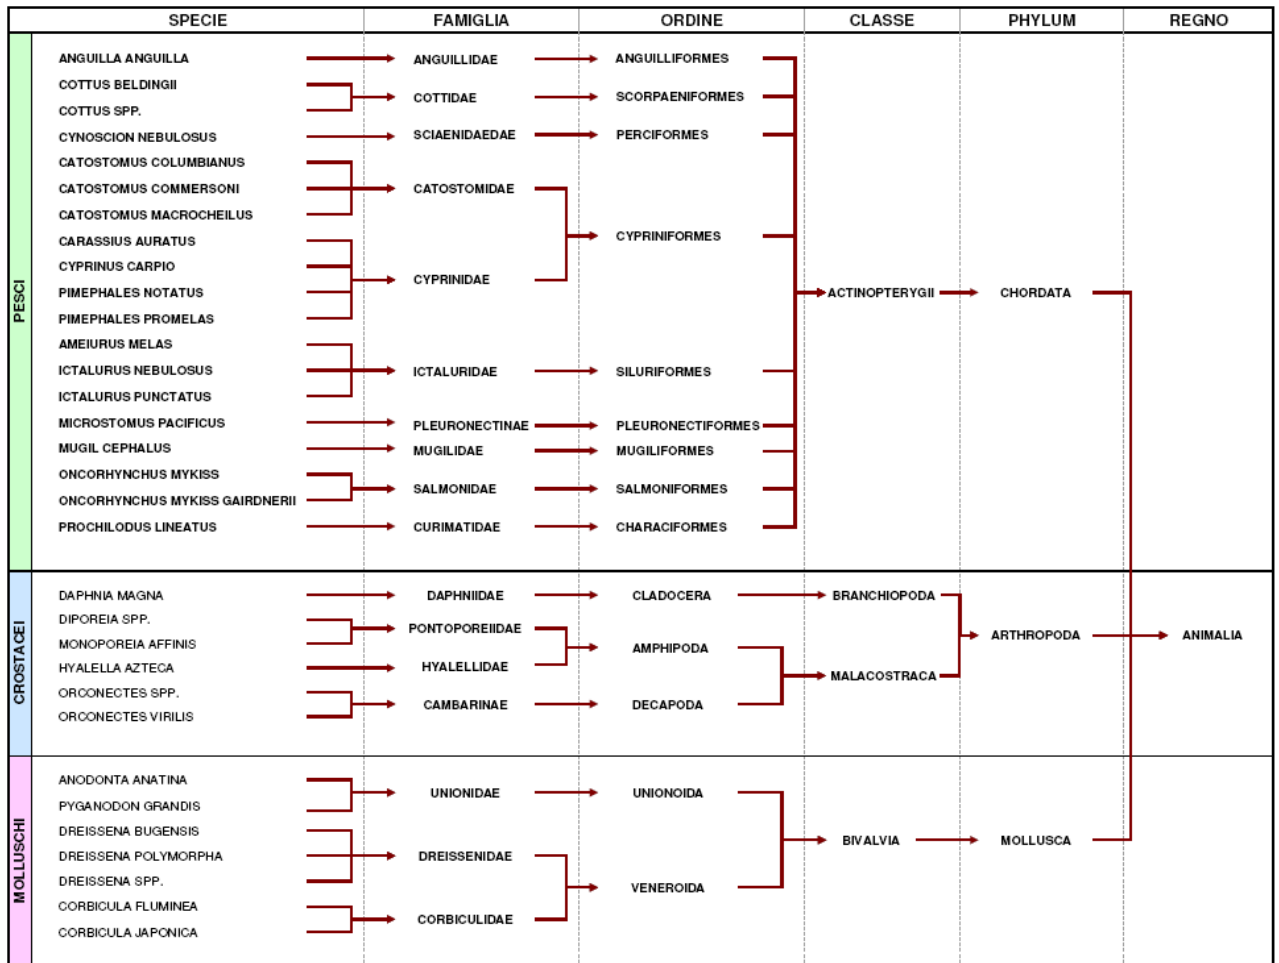 SPECIE FAMIGLIA ORDINE CLASSE PHYLUM REGNO
PESCI
ANGUILLA ANGUILLA ANGUILLIDAE ANGUILLIFORMES
COTTUS BELDINGII
COTTIDAE SCORPAENIFORMES
COTTUS SPP.
CYNOSCION NEBULOSUS SCIAENIDAEDAE PERCIFORMES
CATOSTOMUS COLUMBIANUS
CATOSTOMUS COMMERSONI CATOSTOMIDAE
CATOSTOMUS MACROCHEILUS
CYPRINIFORMES
CARASSIUS AURATUS
CYPRINUS CARPIO
CYPRINIDAE
PIMEPHALES NOTATUS ACTINOPTERYGII CHORDATA
PIMEPHALES PROMELAS
AMEIURUS MELAS
ICTALURUS NEBULOSUS ICTALURIDAE SILURIFORMES
ICTALURUS PUNCTATUS
MICROSTOMUS PACIFICUS PLEURONECTINAE PLEURONECTIFORMES
MUGIL CEPHALUS MUGILIDAE MUGILIFORMES
ONCORHYNCHUS MYKISS
SALMONIDAE SALMONIFORMES
ONCORHYNCHUS MYKISS GAIRDNERII
PROCHILODUS LINEATUS CURIMATIDAE CHARACIFORMES
CROSTACEI
DAPHNIA MAGNA DAPHNIIDAE CLADOCERA BRANCHIOPODA
DIPOREIA SPP.
PONTOPOREIIDAE
ARTHROPODA ANIMALIA
MONOPOREIA AFFINIS AMPHIPODA
HYALELLA AZTECA HYALELLIDAE
MALACOSTRACA
ORCONECTES SPP.
CAMBARINAE DECAPODA
ORCONECTES VIRILIS
MOLLUSCHI
ANODONTA ANATINA
UNIONIDAE UNIONOIDA
PYGANODON GRANDIS
DREISSENA BUGENSIS
BIVALVIA MOLLUSCA
DREISSENA POLYMORPHA DREISSENIDAE
DREISSENA SPP.
VENEROIDA
CORBICULA FLUMINEA
CORBICULIDAE
CORBICULA JAPONICA